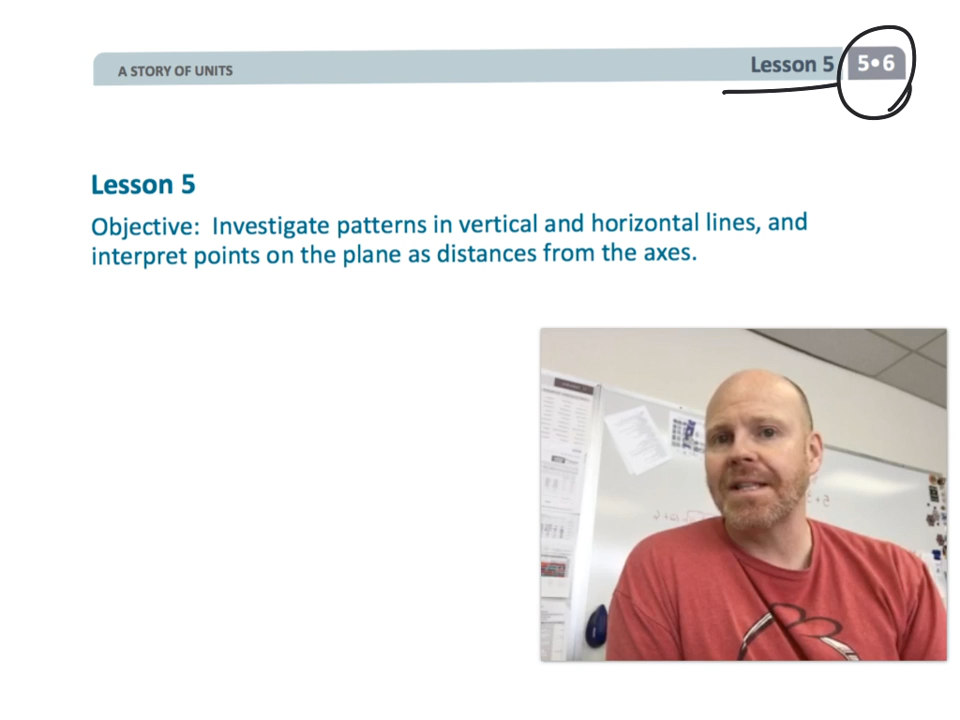 A STORY OF UNITS
Lesson 5 5•6
Lesson 5
Objective: Investigate patterns in vertical and horizontal lines, and
interpret points on the plane as distances from the axes.